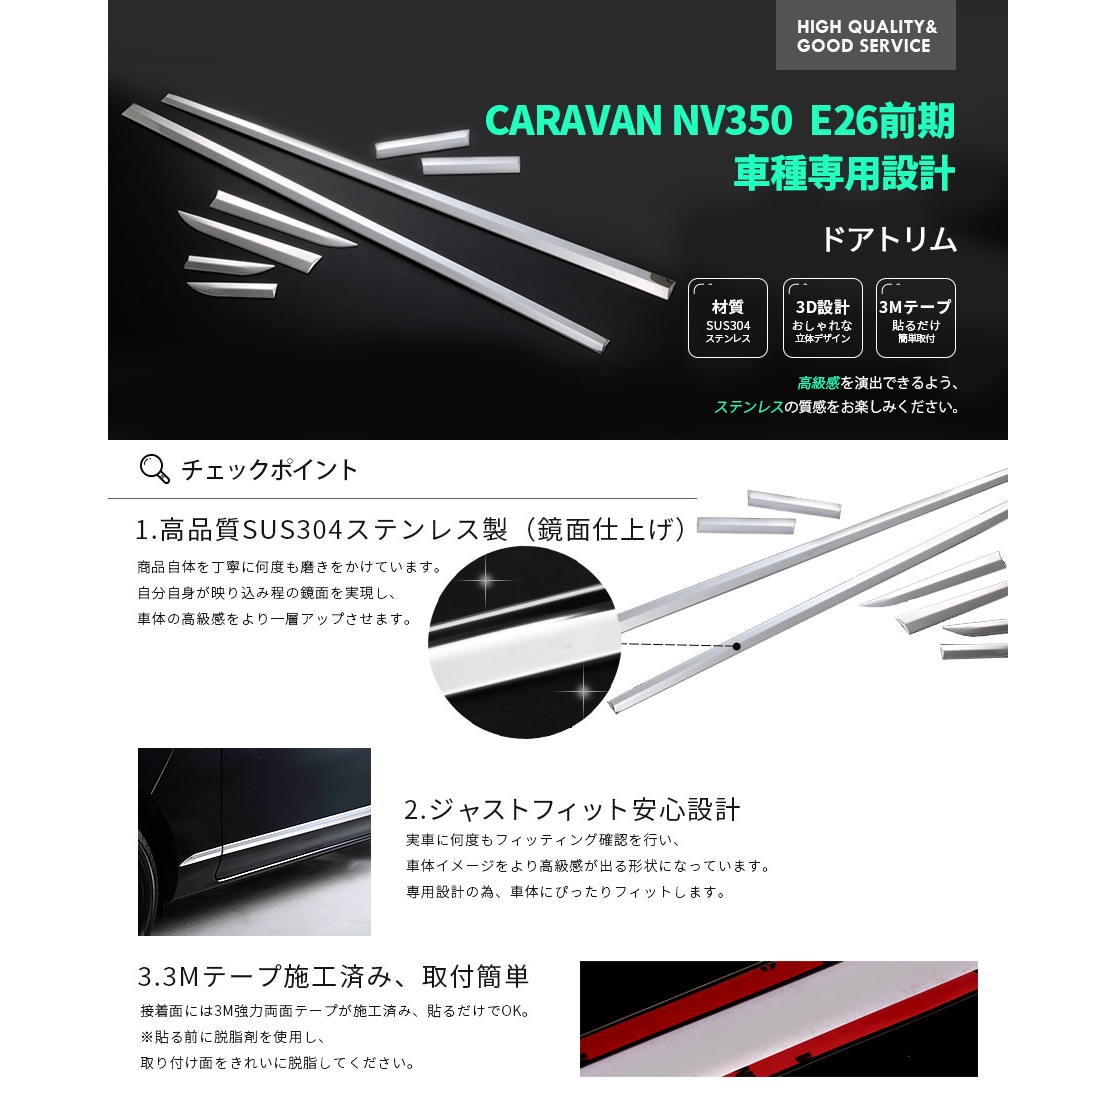 HIGH QUALITY&
GOOD SERVICE
CARAVAN NV350 E26前期
車種専用設計
ドアトリム
材質
SUS304
ステンレス
3D設計
おしゃれな
立体デザイン
3Mテープ
貼るだけ
簡単取付
高級感を演出できるよう、
ステンレスの質感をお楽しみください。
チェックポイント
1.高品質SUS304ステンレス製（鏡面仕上げ）
商品自体を丁寧に何度も磨きをかけています。
自分自身が映り込み程の鏡面を実現し、
車体の高級感をより一層アップさせます。
2.ジャストフィット安心設計
実車に何度もフィッティング確認を行い、
車体イメージをより高級感が出る形状になっています。
専用設計の為、車体にぴったりフィットします。
3.3Mテープ施工済み、取付簡単
接着面には3M強力両面テープが施工済み、貼るだけでOK。
※貼る前に脱脂剤を使用し、
取り付け面をきれいに脱脂してください。